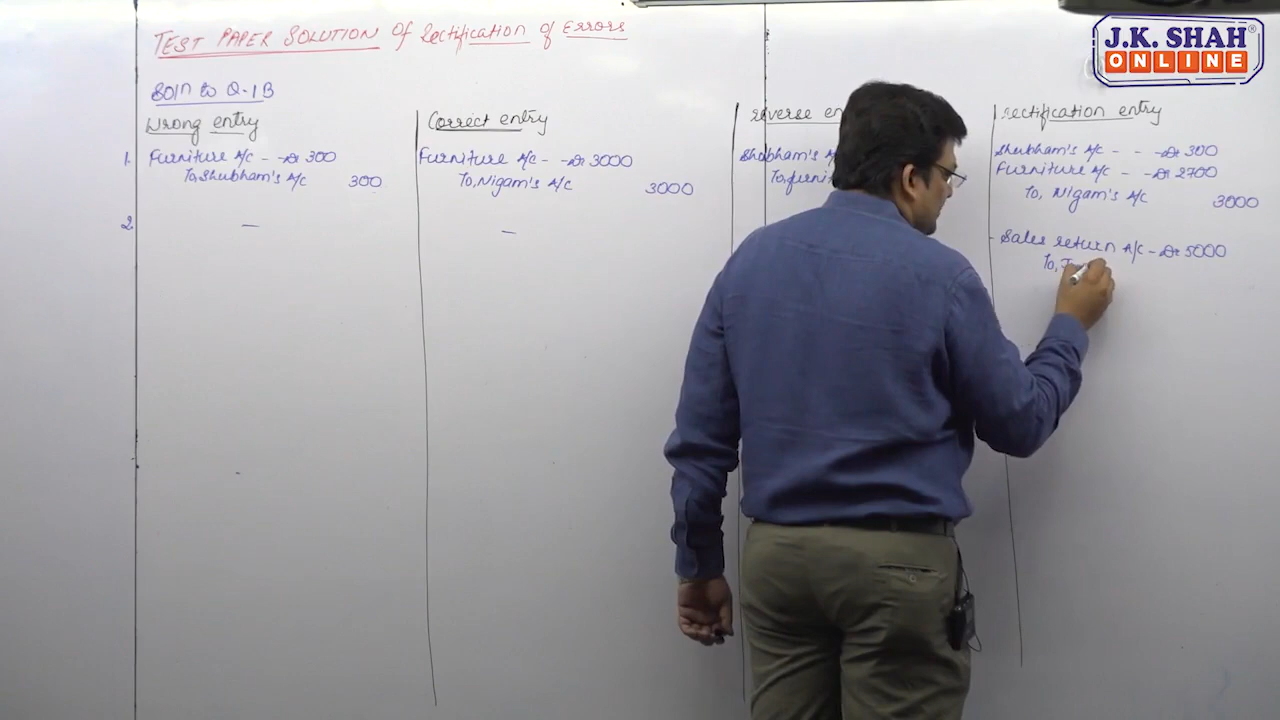 J.K. SHAH®
ONLINE
TEST PAPER SOLUTION of Rectification of Errors
Soln to Q-1B
Wrong entry
Correct entry
reverse en
rectification entry
1. Furniture A/c - - Dr 300
To, Shubham's A/c 300
Furniture A/c - - Dr 3000
To, Nigam's A/c 3000
Shubham's A/
To, furni
Shubham's A/c - - - Dr 300
Furniture A/c - - Dr 2700
To, Nigam's A/c 3000
2. —
—
- Sales return A/c - Dr 5000
To,